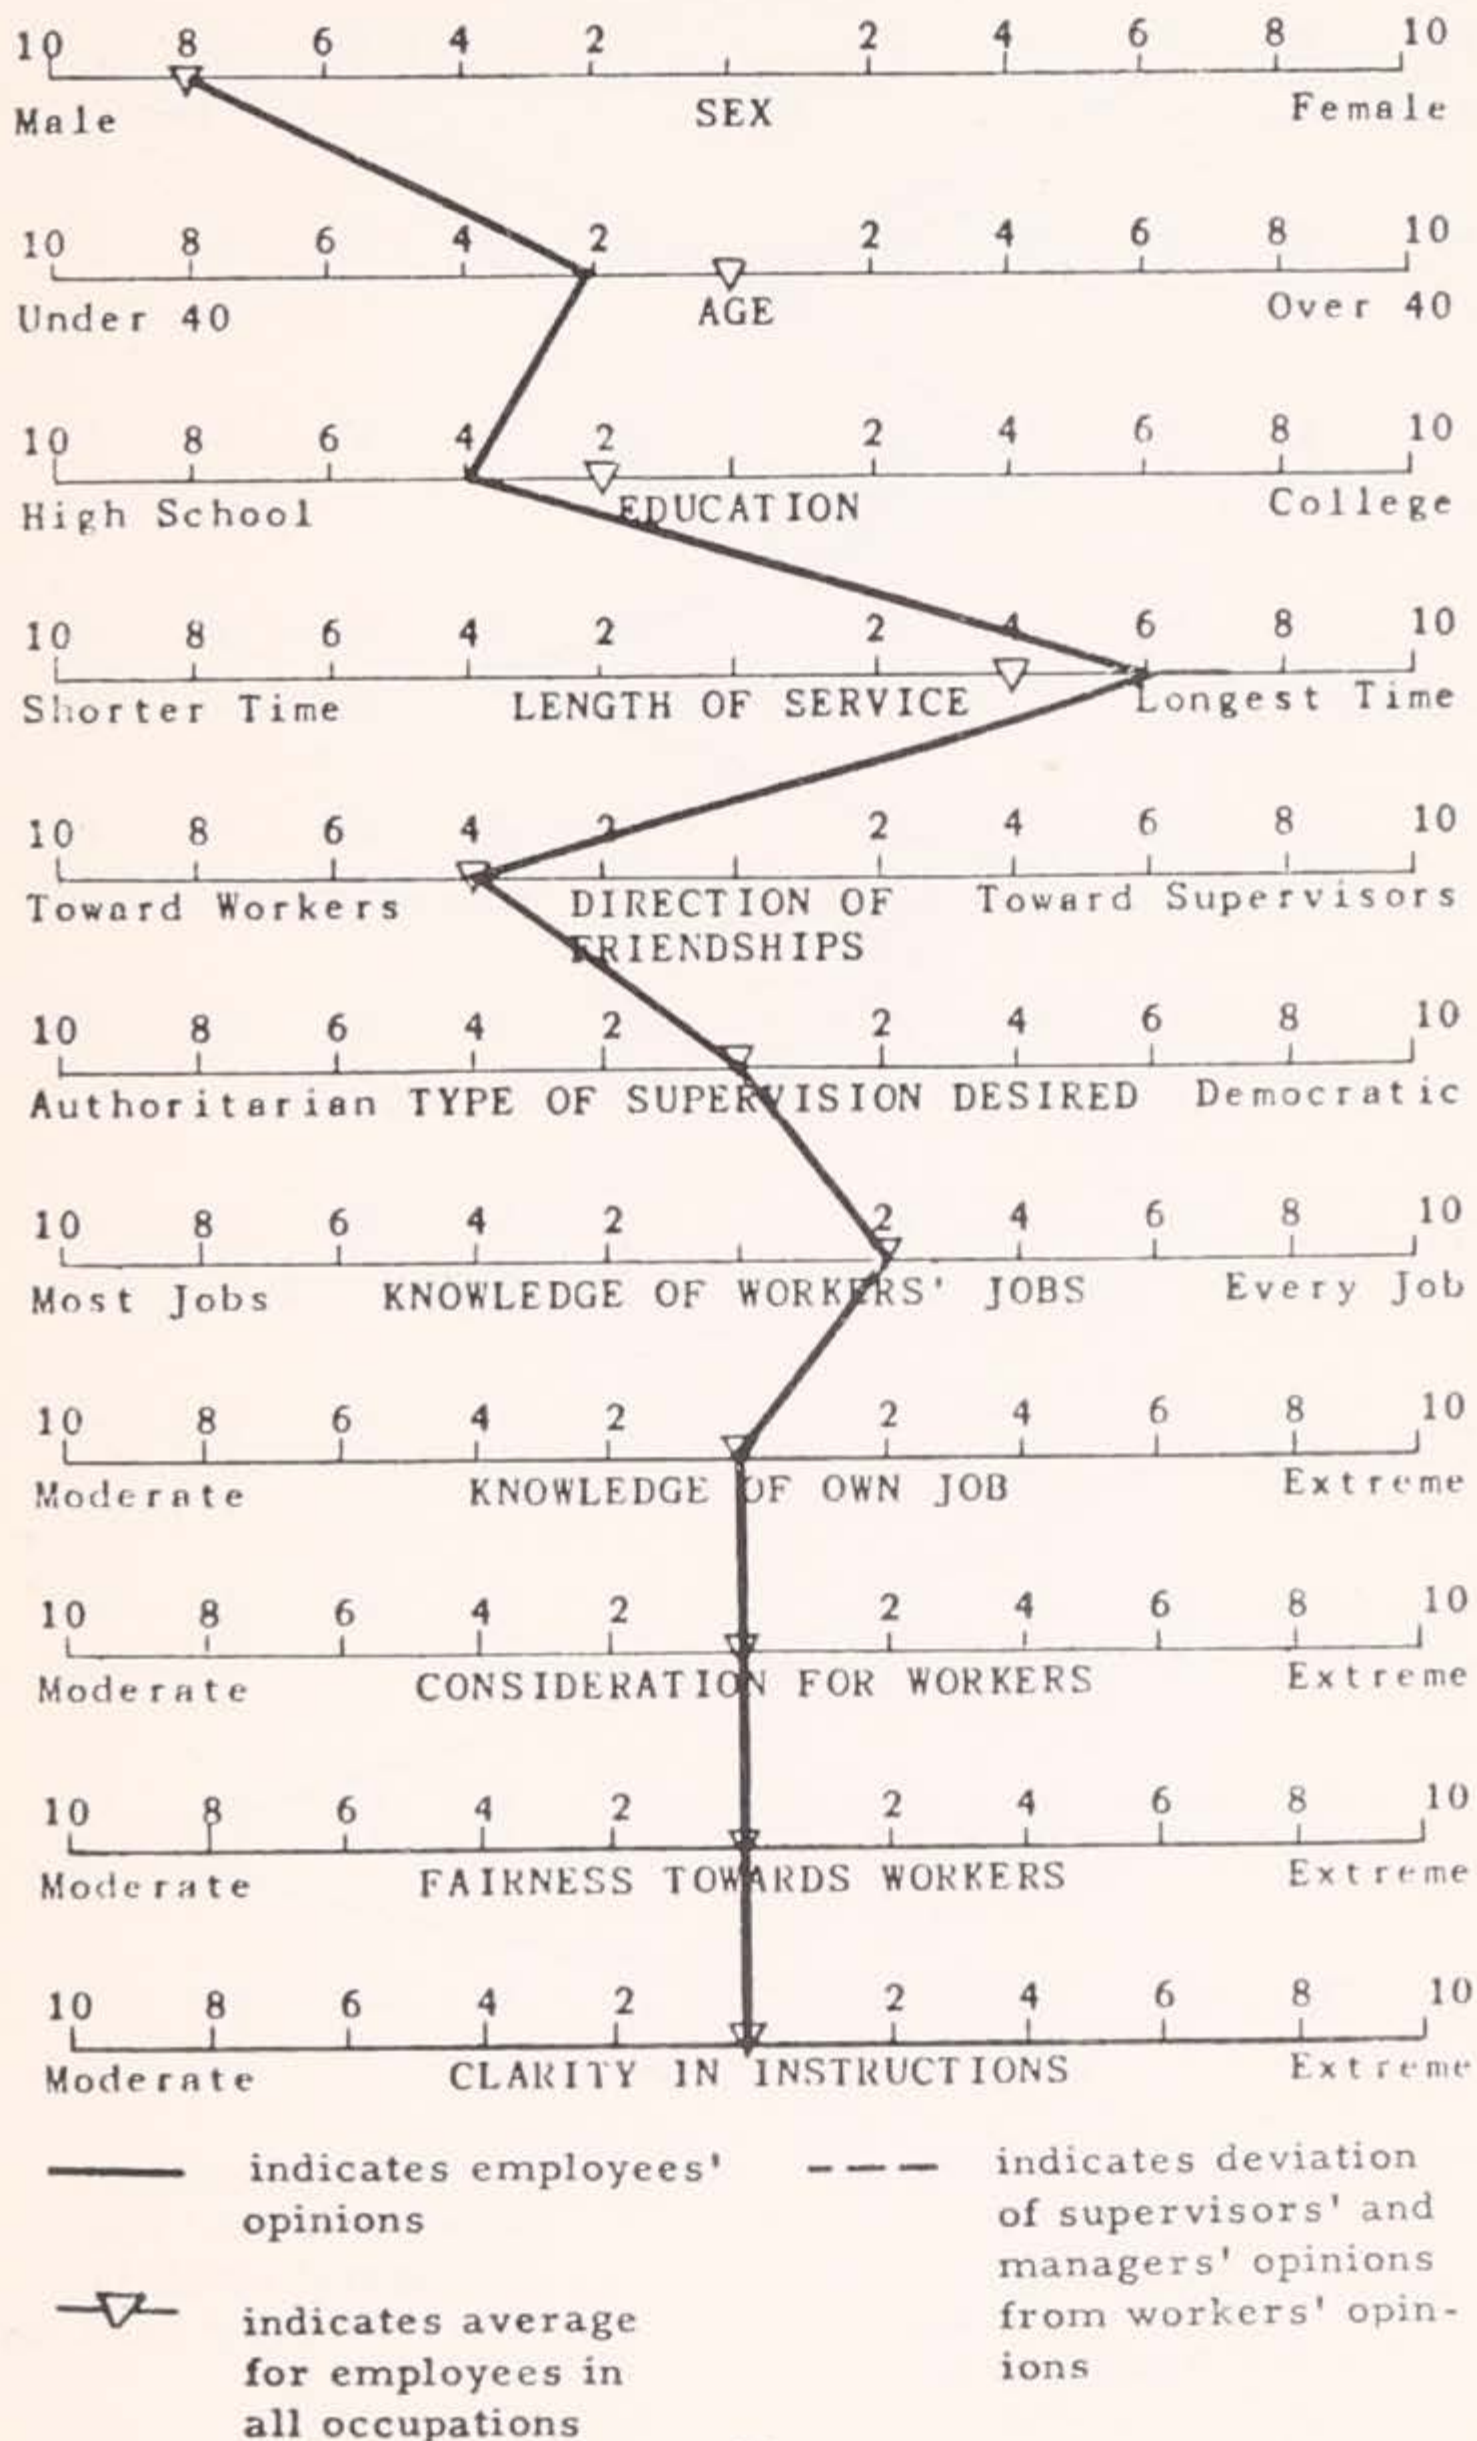 10 8 6 4 2 2 4 6 8 10
Male SEX Female
10 8 6 4 2 2 4 6 8 10
Under 40 AGE Over 40
10 8 6 4 2 2 4 6 8 10
High School EDUCATION College
10 8 6 4 2 2 4 6 8 10
Shorter Time LENGTH OF SERVICE Longest Time
10 8 6 4 2 2 4 6 8 10
Toward Workers DIRECTION OF Toward Supervisors
FRIENDSHIPS
10 8 6 4 2 2 4 6 8 10
Authoritarian TYPE OF SUPERVISION DESIRED Democratic
10 8 6 4 2 2 4 6 8 10
Most Jobs KNOWLEDGE OF WORKERS' JOBS Every Job
10 8 6 4 2 2 4 6 8 10
Moderate KNOWLEDGE OF OWN JOB Extreme
10 8 6 4 2 2 4 6 8 10
Moderate CONSIDERATION FOR WORKERS Extreme
10 8 6 4 2 2 4 6 8 10
Moderate FAIRNESS TOWARDS WORKERS Extreme
10 8 6 4 2 2 4 6 8 10
Moderate CLARITY IN INSTRUCTIONS Extreme
indicates employees'
opinions
indicates average
for employees in
all occupations
indicates deviation
of supervisors' and
managers' opinions
from workers' opin-
ions